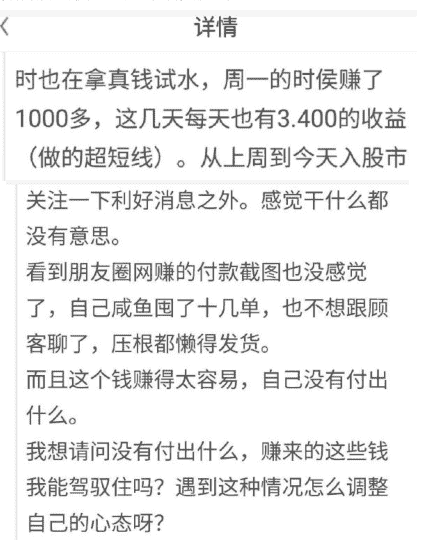 详情
时也在拿真钱试水，周一的时侯赚了
1000多，这几天每天也有3.400的收益
（做的超短线）。从上周到今天入股市
关注一下利好消息之外。感觉干什么都
没有意思。
看到朋友圈网赚的付款截图也没感觉
了，自己咸鱼囤了十几单，也不想跟顾
客聊了，压根都懒得发货。
而且这个钱赚得太容易，自己没有付出
什么。
我想请问没有付出什么，赚来的这些钱
我能驾驭住吗？遇到这种情况怎么调整
自己的心态呀？